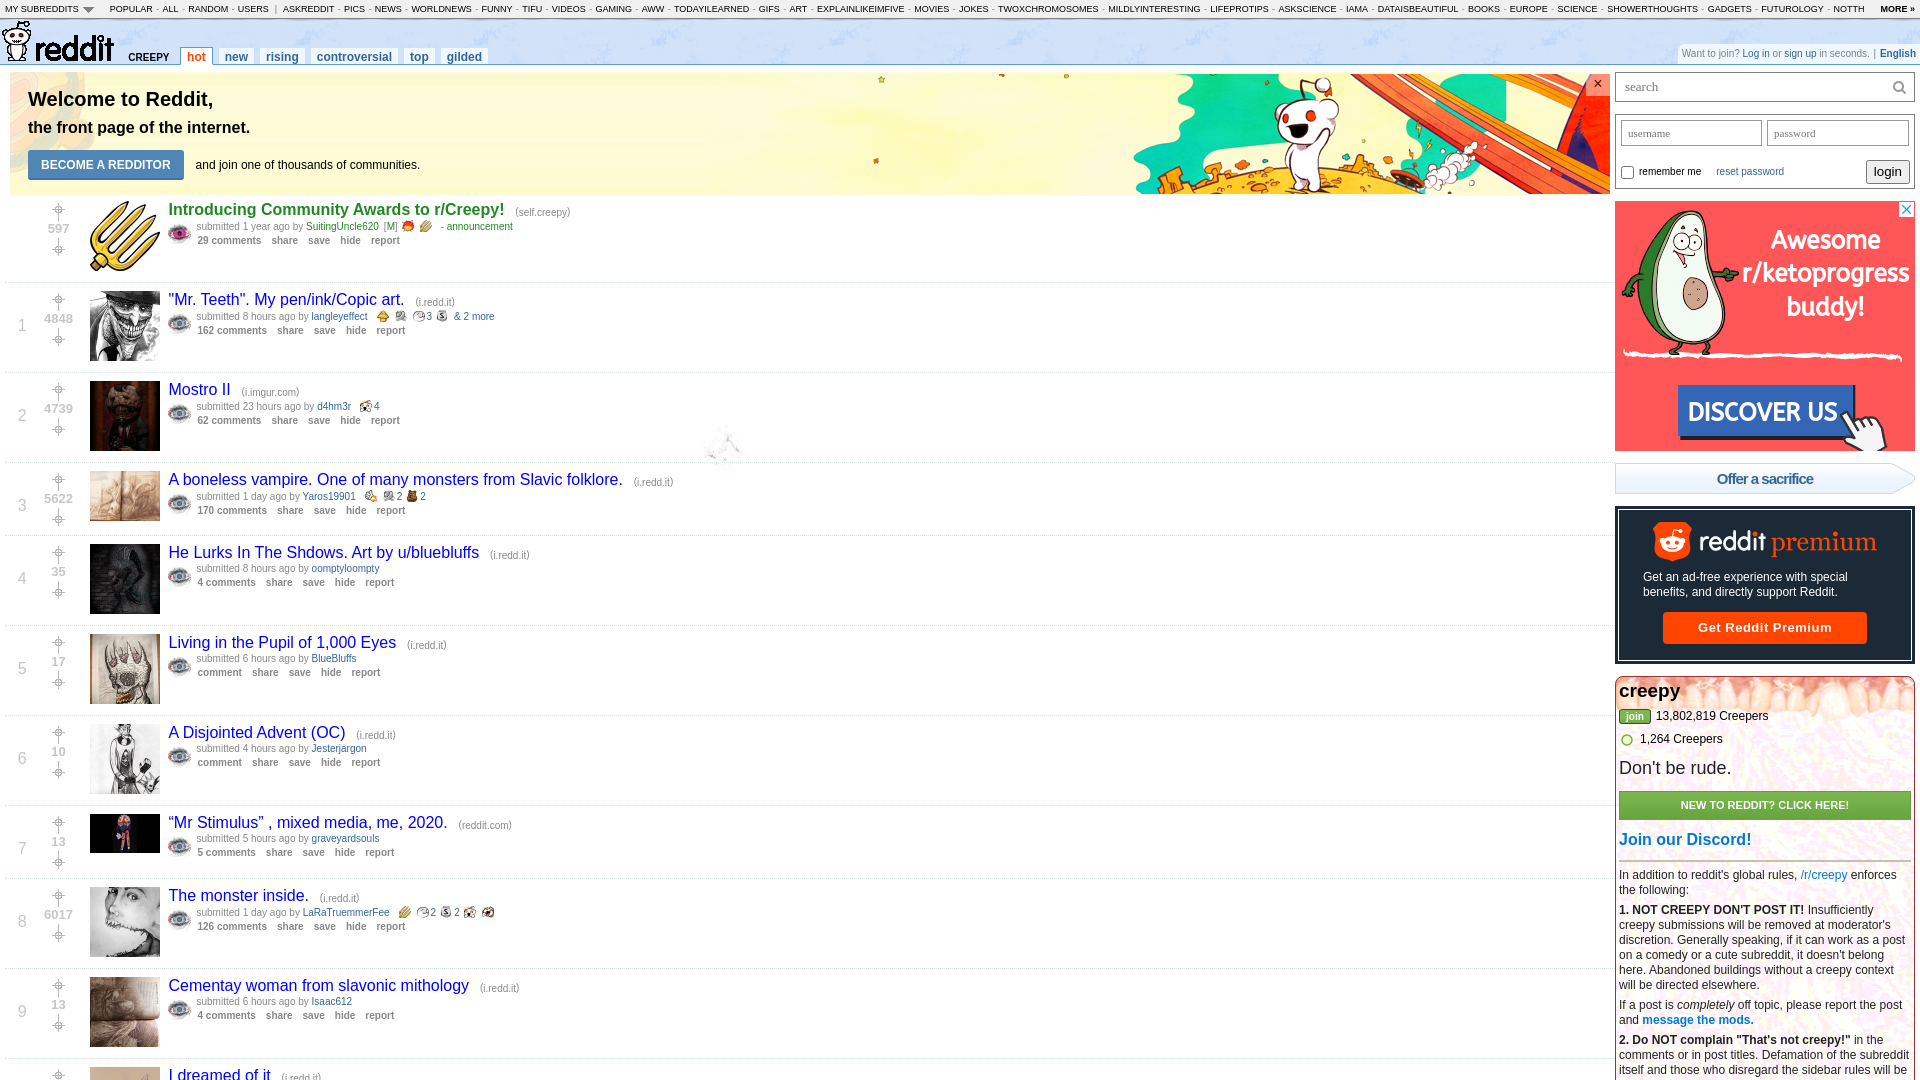 MY SUBREDDITS POPULAR - ALL - RANDOM - USERS | ASKREDDIT - PICS - NEWS - WORLDNEWS - FUNNY - TIFU - VIDEOS - GAMING - AWW - TODAYILEARNED - GIFS - ART - EXPLAINLIKEIMFIVE - MOVIES - JOKES - TWOXCHROMOSOMES - MILDLYINTERESTING - LIFEPROTIPS - ASKSCIENCE - IAMA - DATAISBEAUTIFUL - BOOKS - EUROPE - SCIENCE - SHOWERTHOUGHTS - GADGETS - FUTUROLOGY - NOTTH MORE »
reddit CREEPY hot new rising controversial top gilded
Want to join? Log in or sign up in seconds. | English
Welcome to Reddit,
the front page of the internet.
BECOME A REDDITOR and join one of thousands of communities.
×
Introducing Community Awards to r/Creepy! (self.creepy)
597
submitted 1 year ago by SuitingUncle620 [M] - announcement
29 comments share save hide report
"Mr. Teeth". My pen/ink/Copic art. (i.redd.it)
1 4848
submitted 8 hours ago by langleyeffect 3 & 2 more
162 comments share save hide report
Mostro II (i.imgur.com)
2 4739
submitted 23 hours ago by d4hm3r 4
62 comments share save hide report
A boneless vampire. One of many monsters from Slavic folklore. (i.redd.it)
3 5622
submitted 1 day ago by Yaros19901 2 2
170 comments share save hide report
He Lurks In The Shdows. Art by u/bluebluffs (i.redd.it)
4 35
submitted 8 hours ago by oomptyloompty
4 comments share save hide report
Living in the Pupil of 1,000 Eyes (i.redd.it)
5 17
submitted 6 hours ago by BlueBluffs
comment share save hide report
A Disjointed Advent (OC) (i.redd.it)
6 10
submitted 4 hours ago by Jesterjargon
comment share save hide report
“Mr Stimulus” , mixed media, me, 2020. (reddit.com)
7 13
submitted 5 hours ago by graveyardsouls
5 comments share save hide report
The monster inside. (i.redd.it)
8 6017
submitted 1 day ago by LaRaTruemmerFee 2 2
126 comments share save hide report
Cementay woman from slavonic mithology (i.redd.it)
9 13
submitted 6 hours ago by Isaac612
4 comments share save hide report
I dreamed of it (i.redd.it)
search
username password
remember me reset password login
Awesome
r/ketoprogress
buddy!
DISCOVER US
Offer a sacrifice
reddit premium
Get an ad-free experience with special
benefits, and directly support Reddit.
Get Reddit Premium
creepy
join 13,802,819 Creepers
1,264 Creepers
Don't be rude.
NEW TO REDDIT? CLICK HERE!
Join our Discord!
In addition to reddit's global rules, /r/creepy enforces
the following:
1. NOT CREEPY DON'T POST IT! Insufficiently
creepy submissions will be removed at moderator's
discretion. Generally speaking, if it can work as a post
on a comedy or a cute subreddit, it doesn't belong
here. Abandoned buildings without a creepy context
will be directed elsewhere.
If a post is completely off topic, please report the post
and message the mods.
2. Do NOT complain "That's not creepy!" in the
comments or in post titles. Defamation of the subreddit
itself and those who disregard the sidebar rules will be